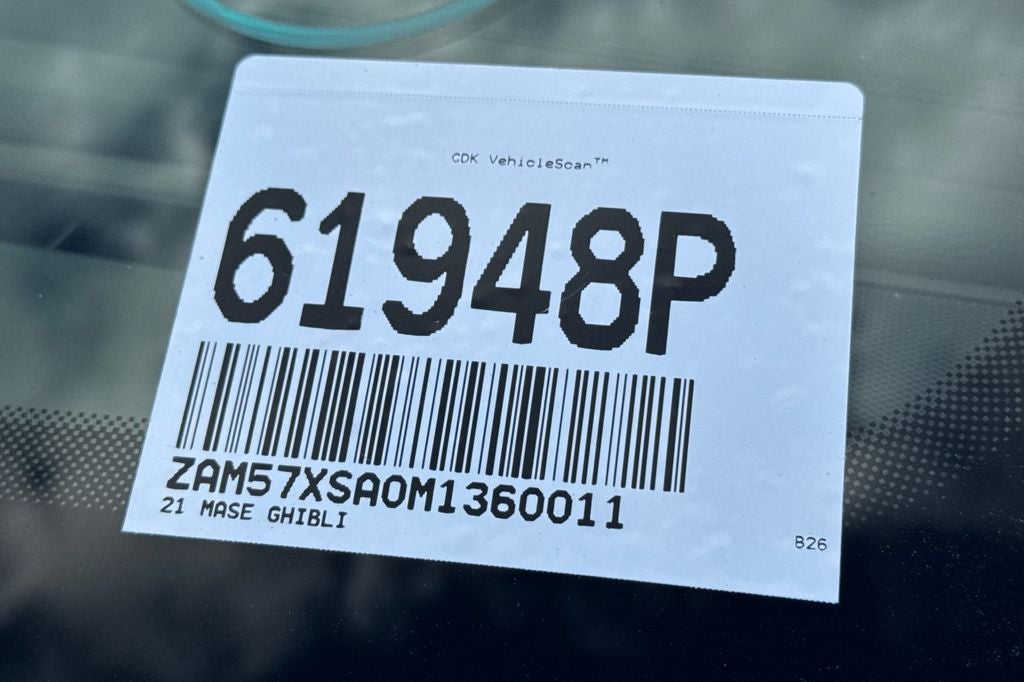 CDK VehicleScan™
61948P
ZAM57XSA0M1360011
21 MASE GHIBLI
B26